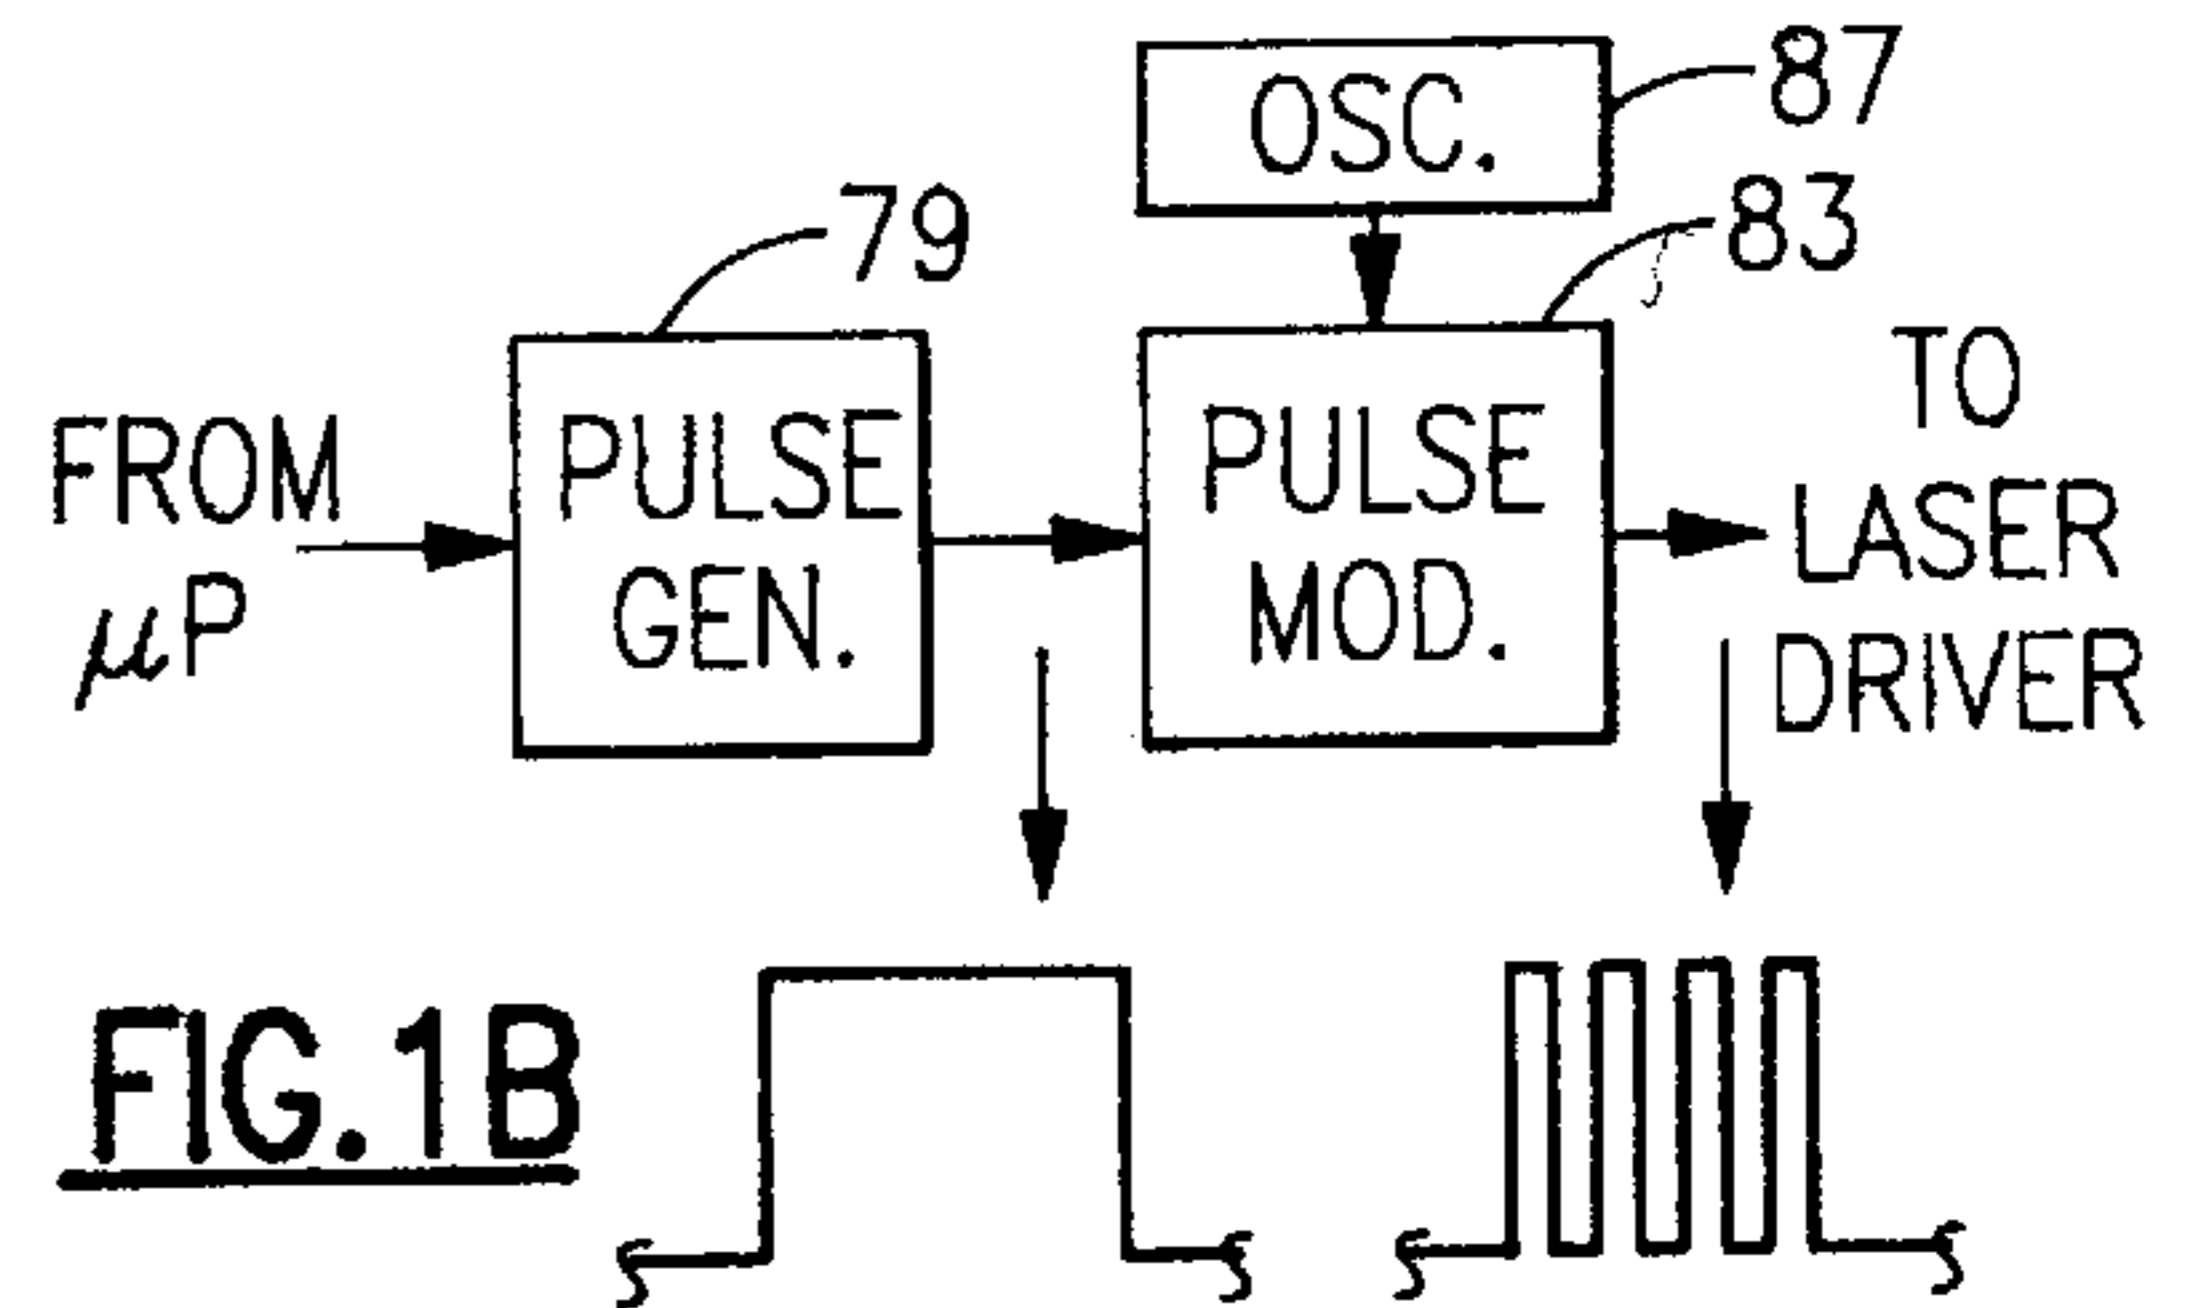 OSC.
87
83
79
FROM
μP
PULSE
GEN.
PULSE
MOD.
TO
LASER
DRIVER
FIG.1B